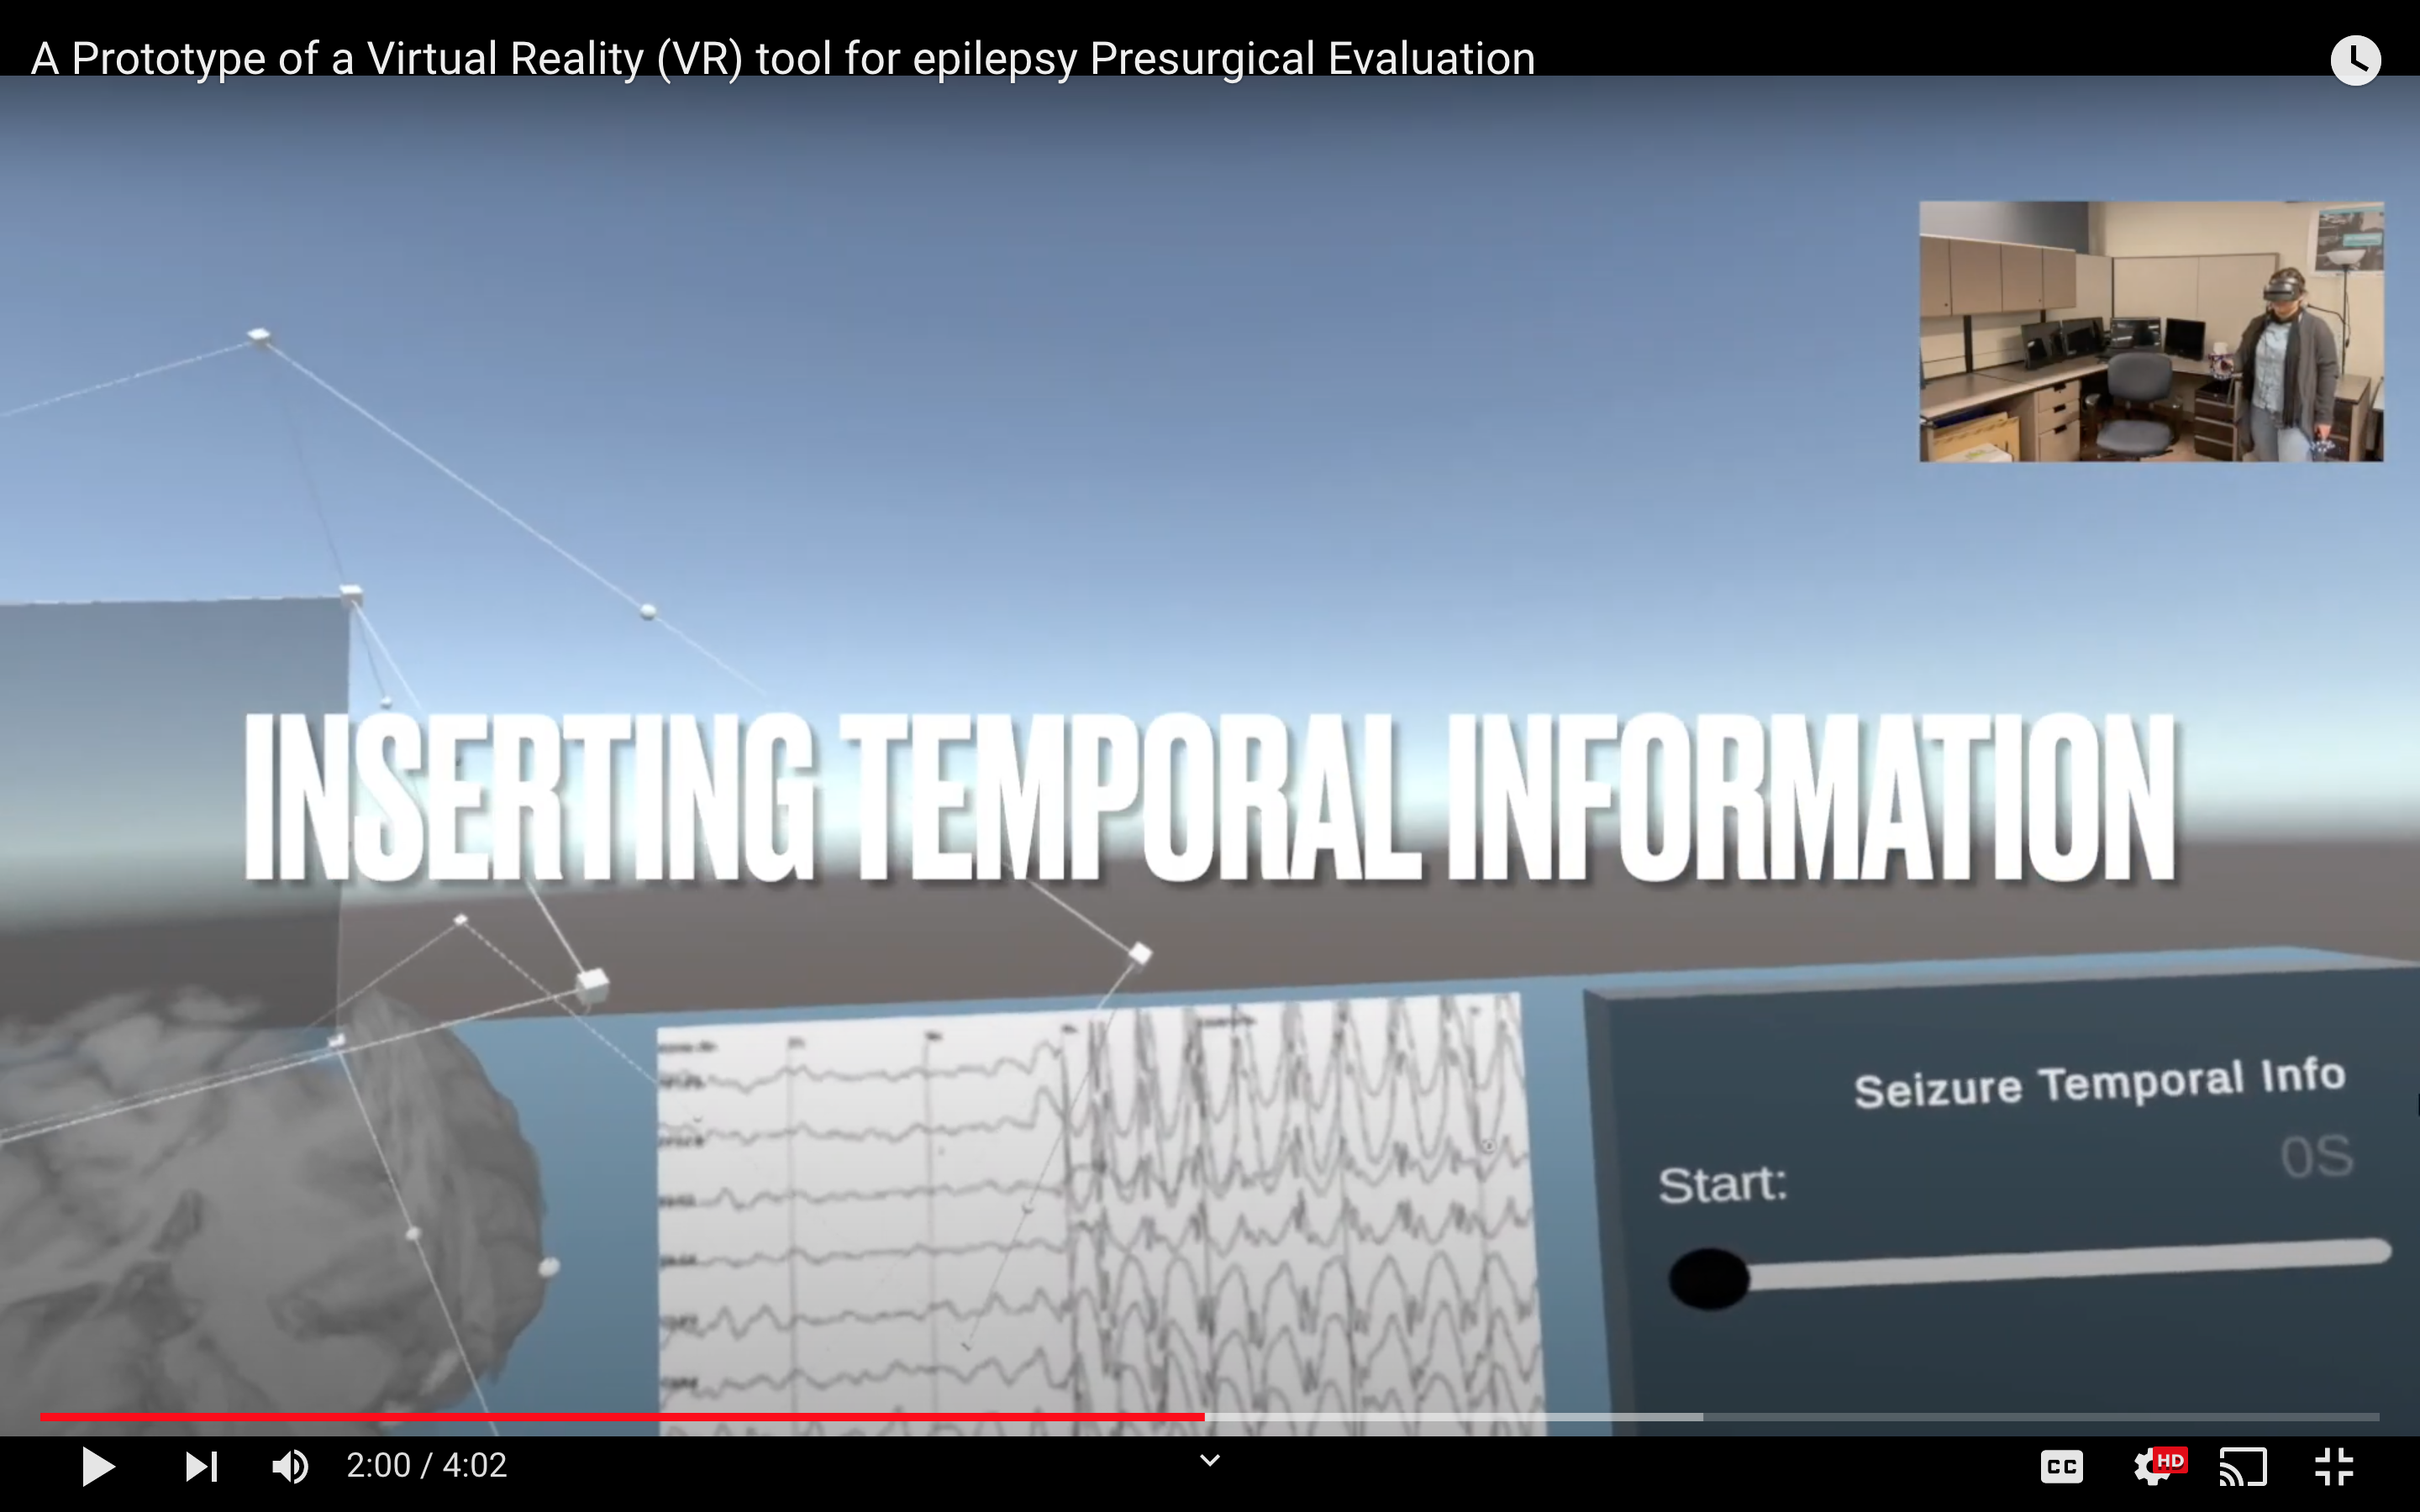 A Prototype of a Virtual Reality (VR) tool for epilepsy Presurgical Evaluation
INSERTING TEMPORAL INFORMATION
Seizure Temporal Info
0S
Start:
2:00 / 4:02
CC
HD